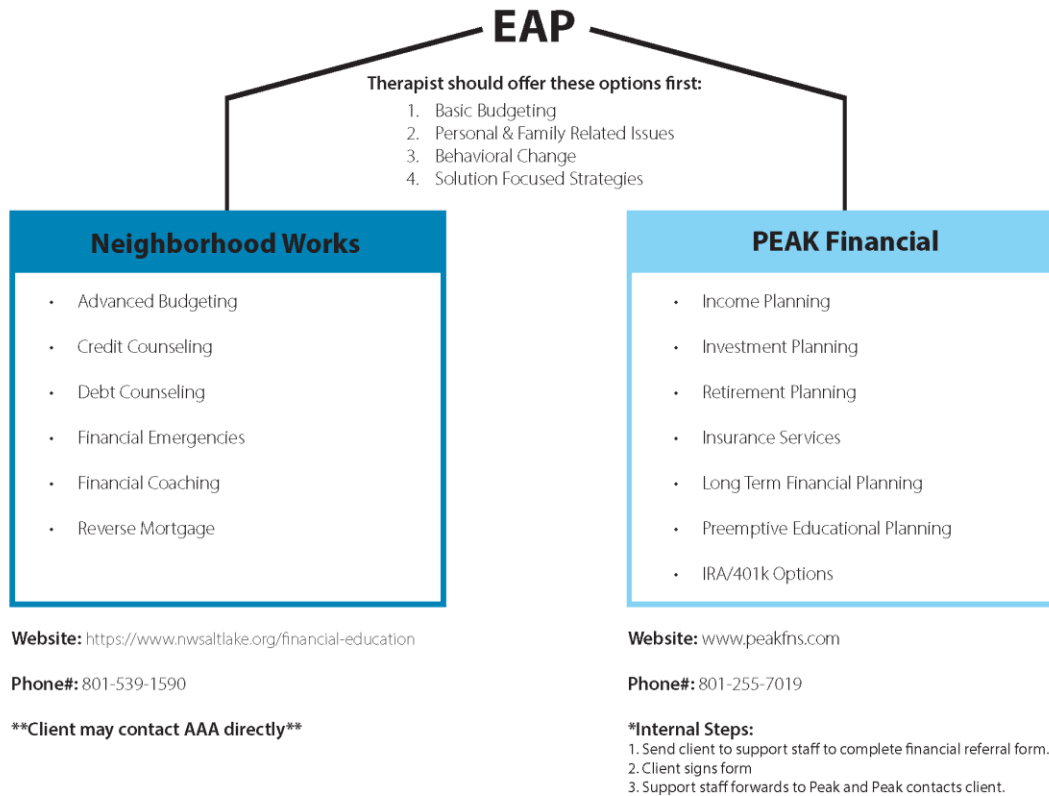 EAP
Therapist should offer these options first:
1. Basic Budgeting
2. Personal & Family Related Issues
3. Behavioral Change
4. Solution Focused Strategies
Neighborhood Works
• Advanced Budgeting
• Credit Counseling
• Debt Counseling
• Financial Emergencies
• Financial Coaching
• Reverse Mortgage
Website: https://www.nwsaltlake.org/financial-education
Phone#: 801-539-1590
**Client may contact AAA directly**
PEAK Financial
• Income Planning
• Investment Planning
• Retirement Planning
• Insurance Services
• Long Term Financial Planning
• Preemptive Educational Planning
• IRA/401k Options
Website: www.peakfns.com
Phone#: 801-255-7019
*Internal Steps:
1. Send client to support staff to complete financial referral form.
2. Client signs form
3. Support staff forwards to Peak and Peak contacts client.